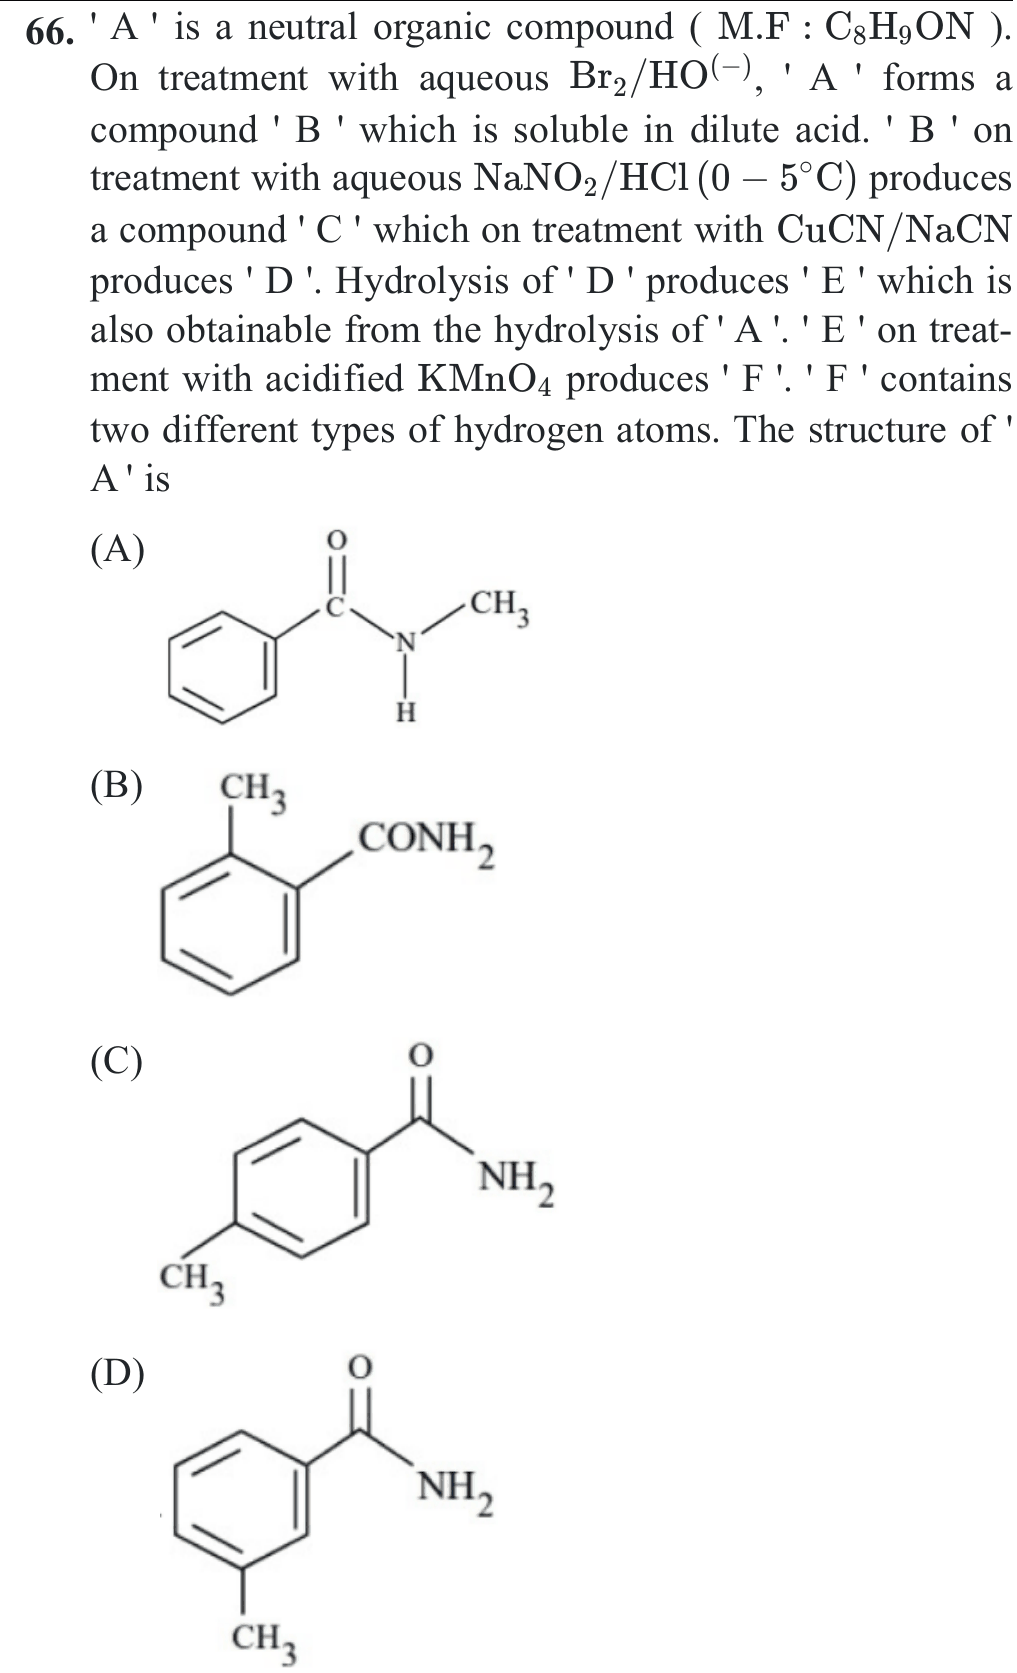 66. ' A ' is a neutral organic compound ( M.F : C₈H₉ON ).
On treatment with aqueous Br₂/HO⁽⁻⁾, ' A ' forms a
compound ' B ' which is soluble in dilute acid. ' B ' on
treatment with aqueous NaNO₂/HCl (0 – 5°C) produces
a compound ' C ' which on treatment with CuCN/NaCN
produces ' D '. Hydrolysis of ' D ' produces ' E ' which is
also obtainable from the hydrolysis of ' A '. ' E ' on treat-
ment with acidified KMnO₄ produces ' F '. ' F ' contains
two different types of hydrogen atoms. The structure of '
A ' is
(A)
O
C
CH₃
N
H
(B)
CH₃
CONH₂
(C)
O
NH₂
CH₃
(D)
O
NH₂
CH₃